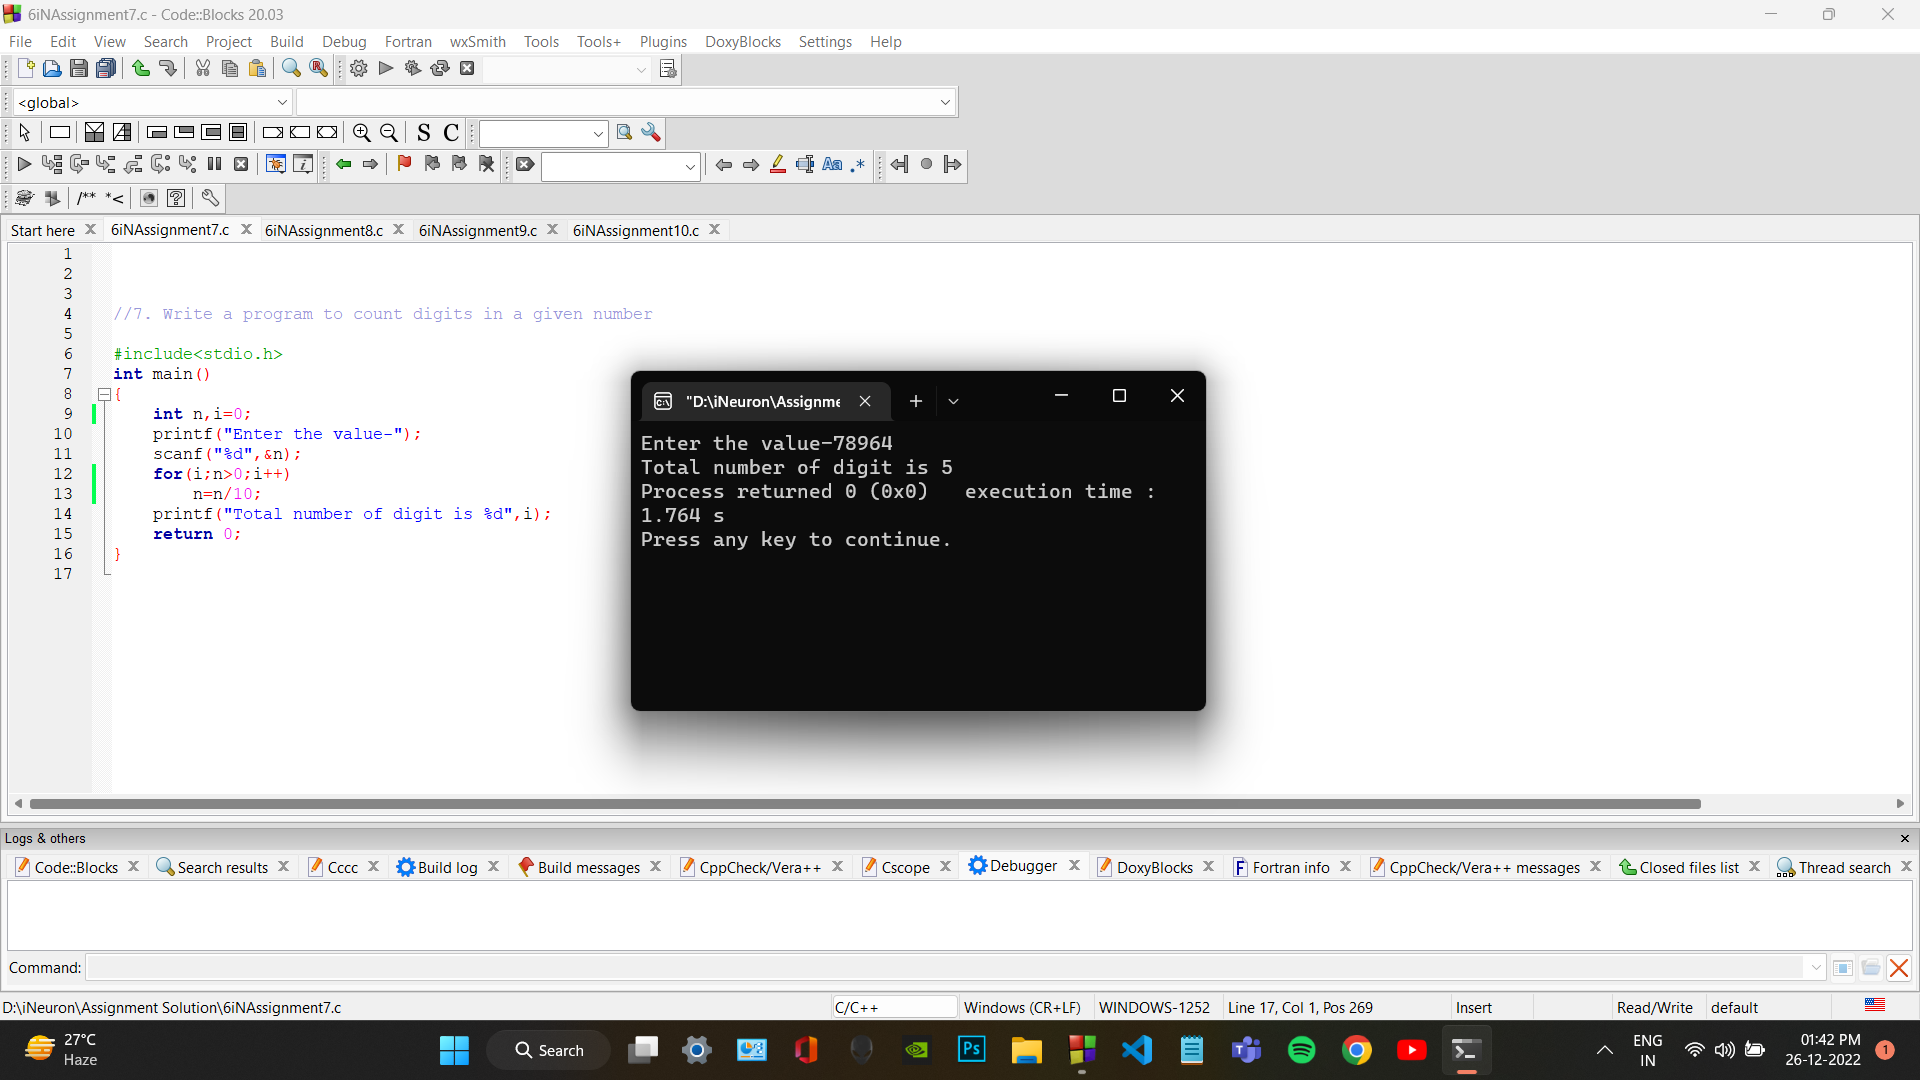 6iNAssignment7.c - Code::Blocks 20.03
File Edit View Search Project Build Debug Fortran wxSmith Tools Tools+ Plugins DoxyBlocks Settings Help
<global>
S C
Aa .*
/** *<
Start here 6iNAssignment7.c 6iNAssignment8.c 6iNAssignment9.c 6iNAssignment10.c
1
2
3
4 //7. Write a program to count digits in a given number
5
6 #include<stdio.h>
7 int main()
8 {
9 int n,i=0;
10 printf("Enter the value-");
11 scanf("%d",&n);
12 for(i;n>0;i++)
13 n=n/10;
14 printf("Total number of digit is %d",i);
15 return 0;
16 }
17
"D:\iNeuron\Assignme
Enter the value-78964
Total number of digit is 5
Process returned 0 (0x0)   execution time :
1.764 s
Press any key to continue.
Logs & others
Code::Blocks Search results Cccc Build log Build messages CppCheck/Vera++ Cscope Debugger DoxyBlocks Fortran info CppCheck/Vera++ messages Closed files list Thread search
Command:
D:\iNeuron\Assignment Solution\6iNAssignment7.c C/C++ Windows (CR+LF) WINDOWS-1252 Line 17, Col 1, Pos 269 Insert Read/Write default
27°C
Haze
Search
Ps
ENG
IN
01:42 PM
26-12-2022
1